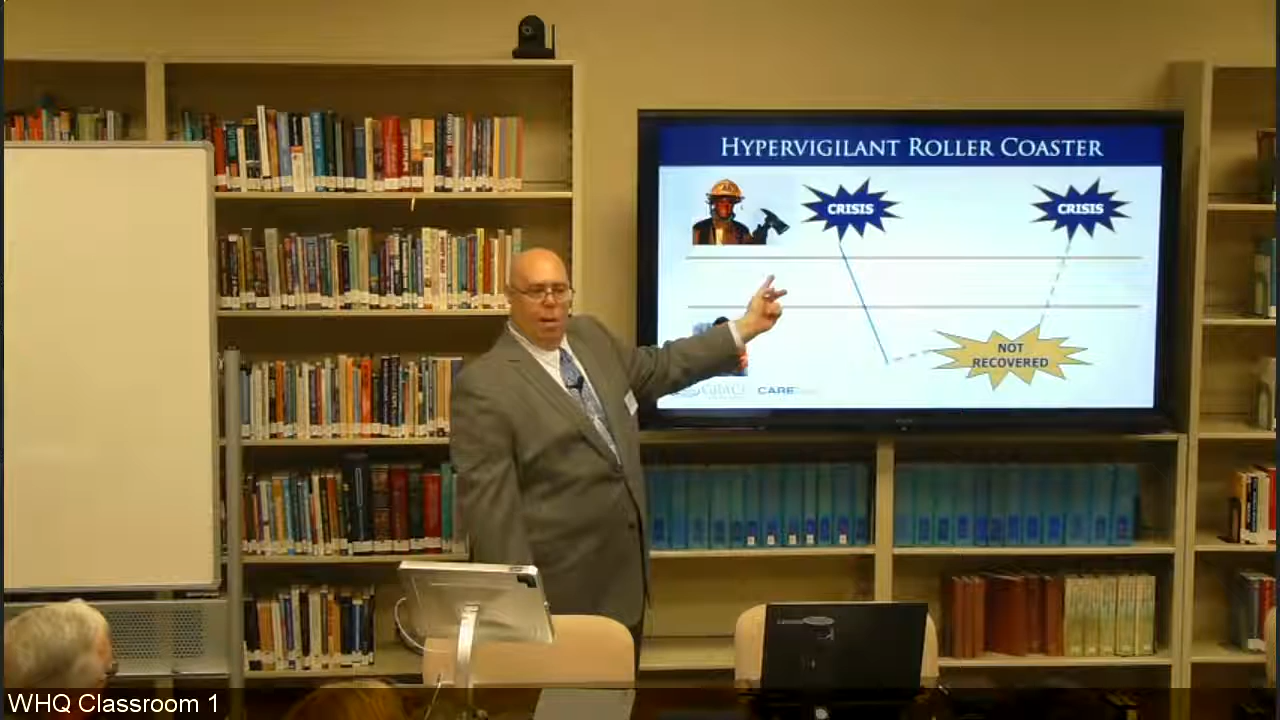 HYPERVIGILANT ROLLER COASTER
CRISIS
CRISIS
NOT
RECOVERED
CARE
WHQ Classroom 1